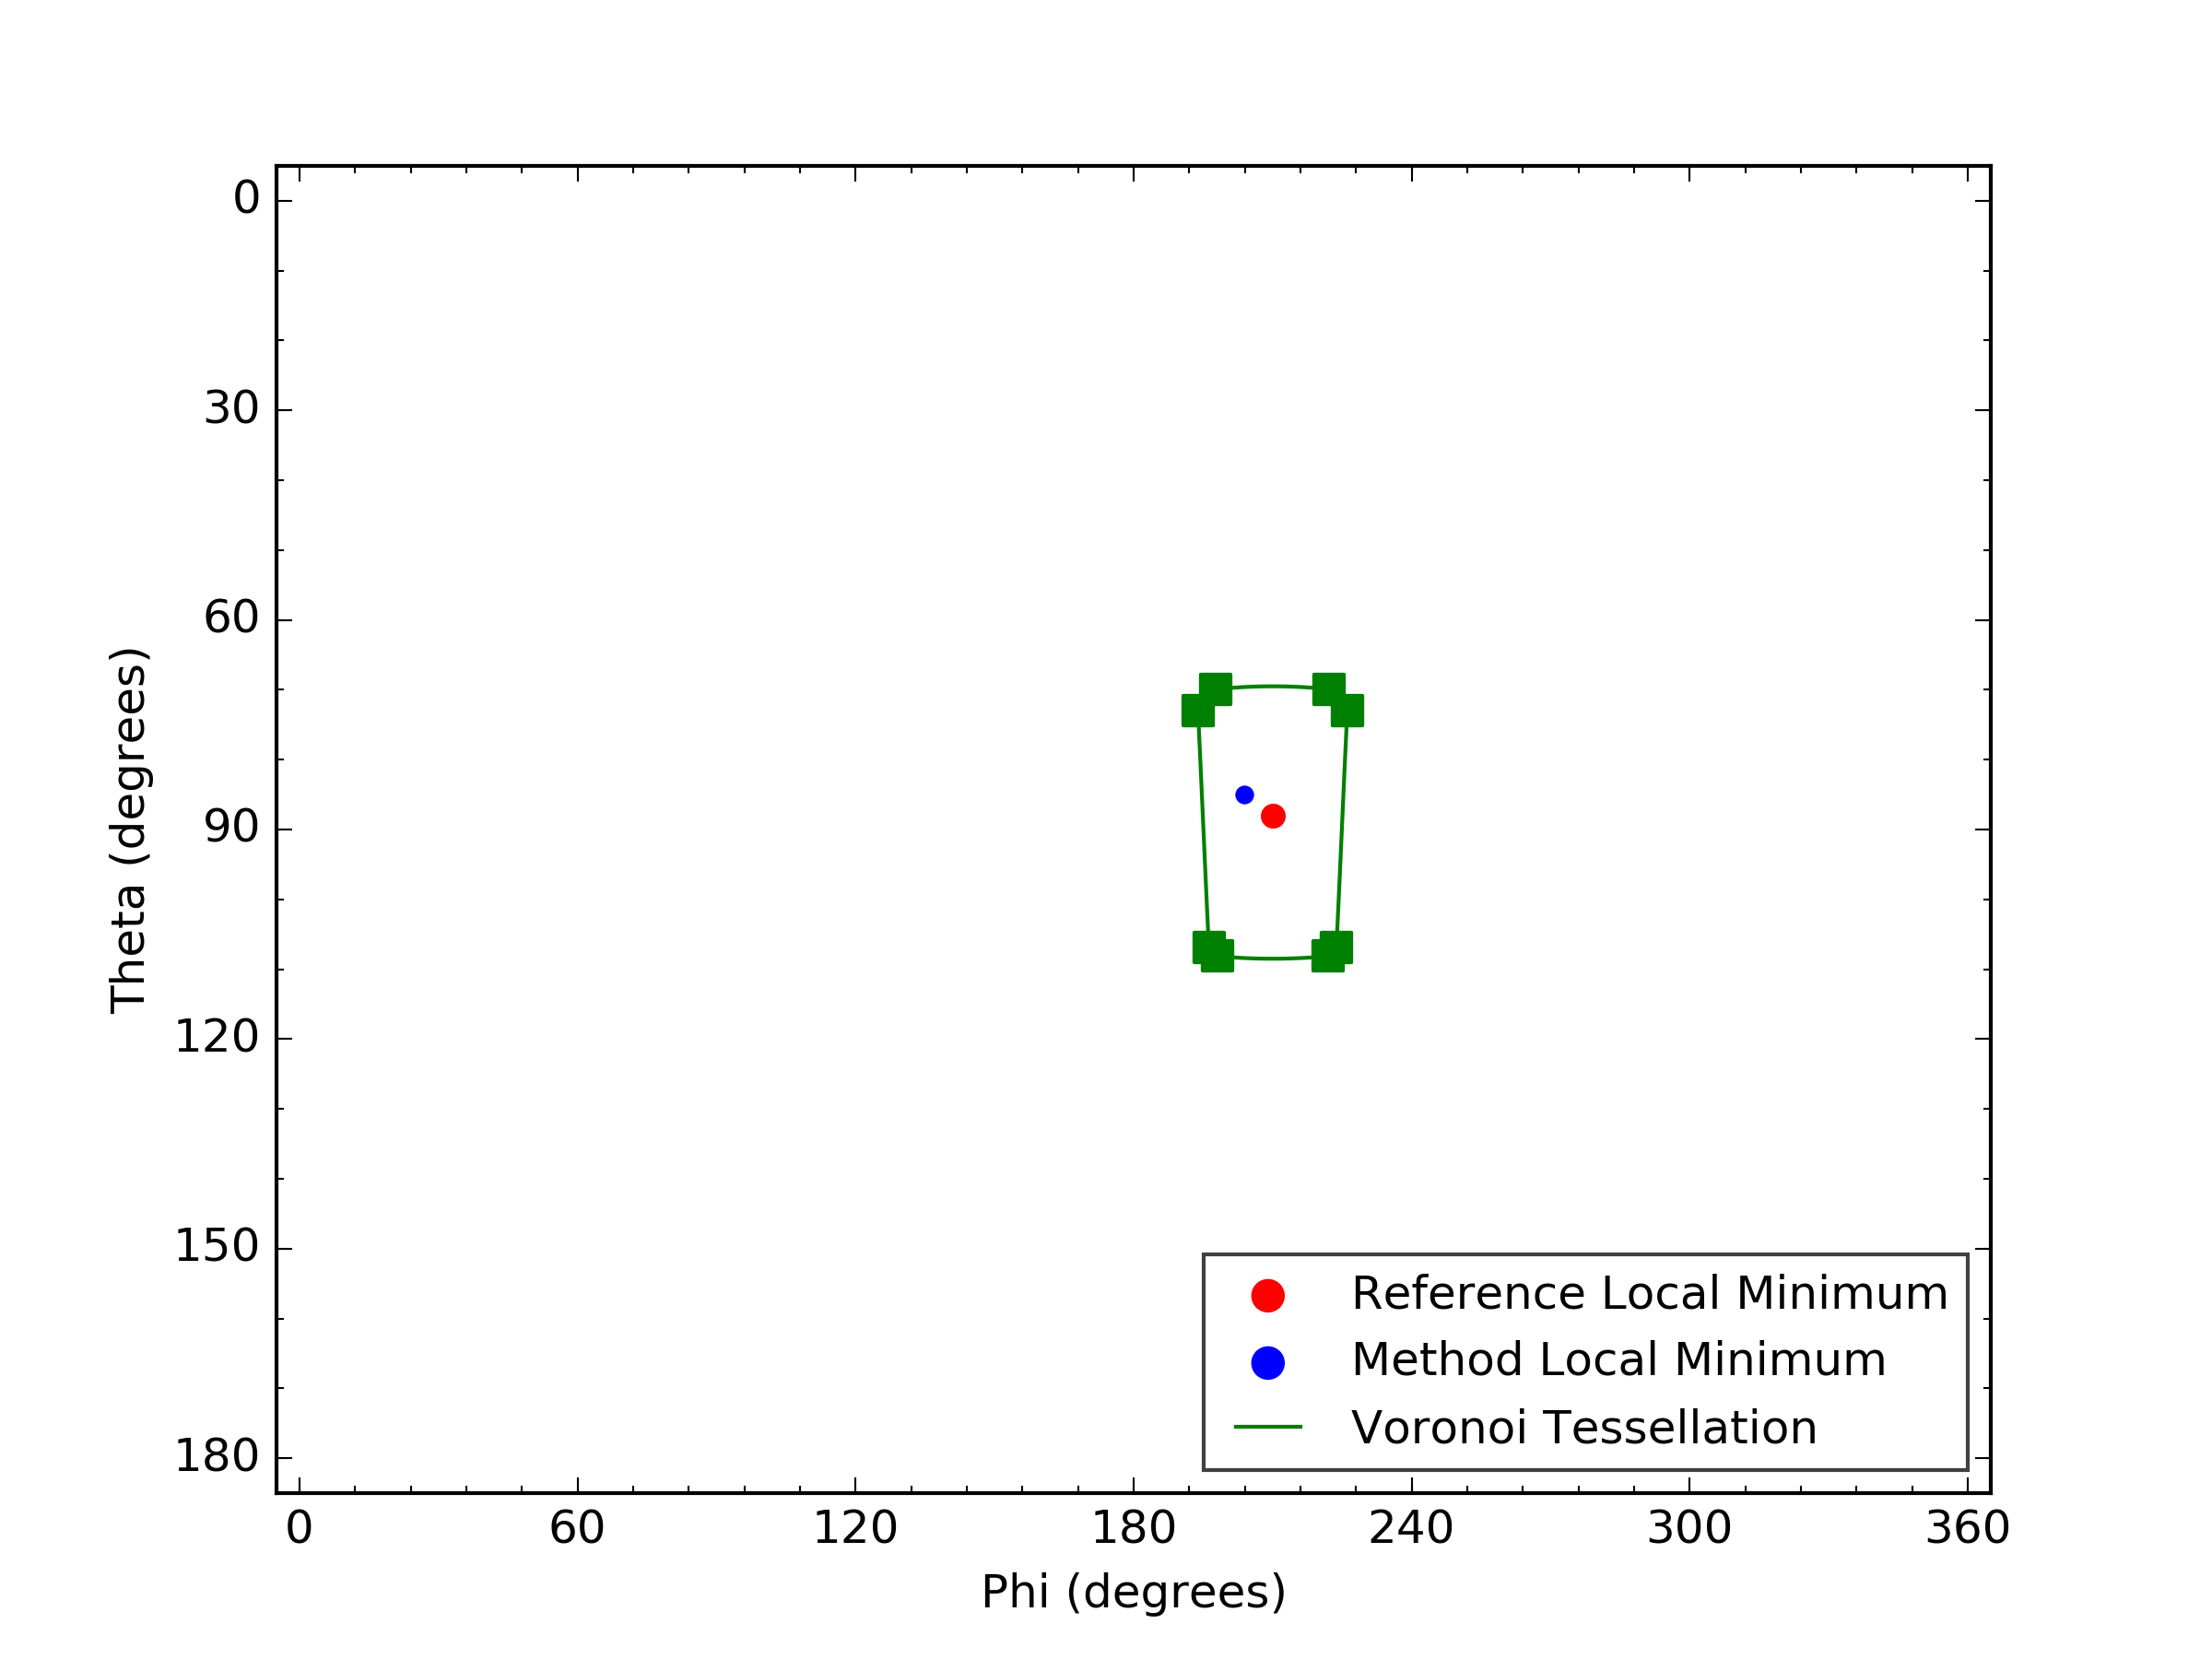 0
30
60
90
120
150
180
Theta (degrees)
Reference Local Minimum
Method Local Minimum
Voronoi Tessellation
0 60 120 180 240 300 360
Phi (degrees)